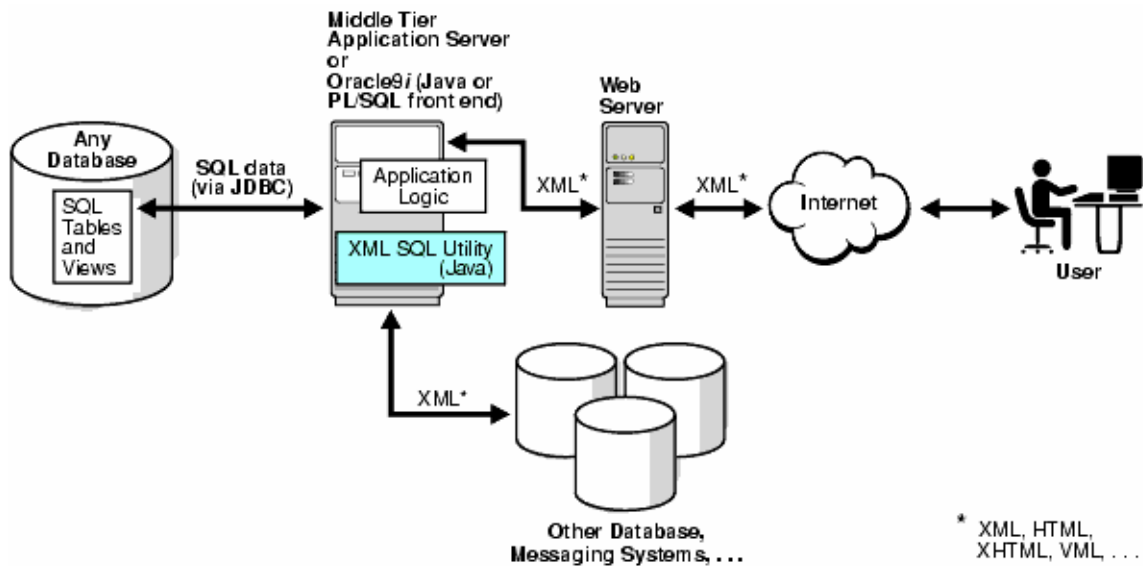 Middle Tier
Application Server
or
Oracle9i (Java or
PL/SQL front end)
Web
Server
Any
Database
SQL data
(via JDBC)
SQL
Tables
and
Views
Application
Logic
XML SQL Utility
(Java)
XML*
XML*
Internet
User
XML*
Other Database,
Messaging Systems, . . .
* XML, HTML,
XHTML, VML, . . .